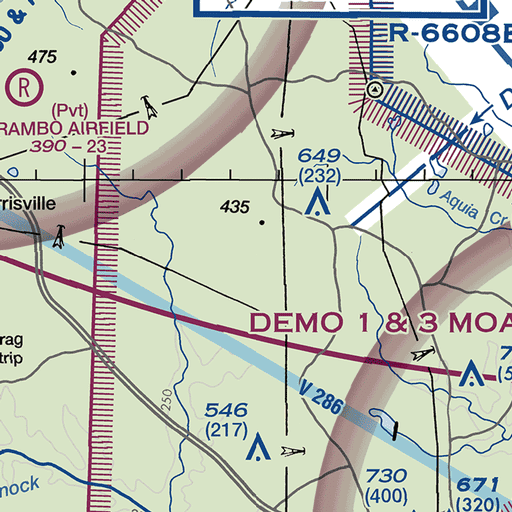 R-6608B
475
R
(Pvt)
RAMBO AIRFIELD
390 - 23
649
(232)
435
Aquia Cr
DEMO 1 & 3 MOA
V 286
250
546
(217)
730
(400)
671
(320)